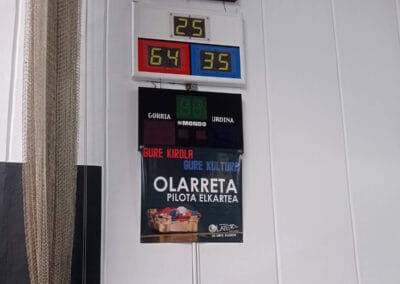 25
64 35
GORRIA URDINA
MONDO
GURE KIROLA
GURE KULTURA
OLARRETA
PILOTA ELKARTEA